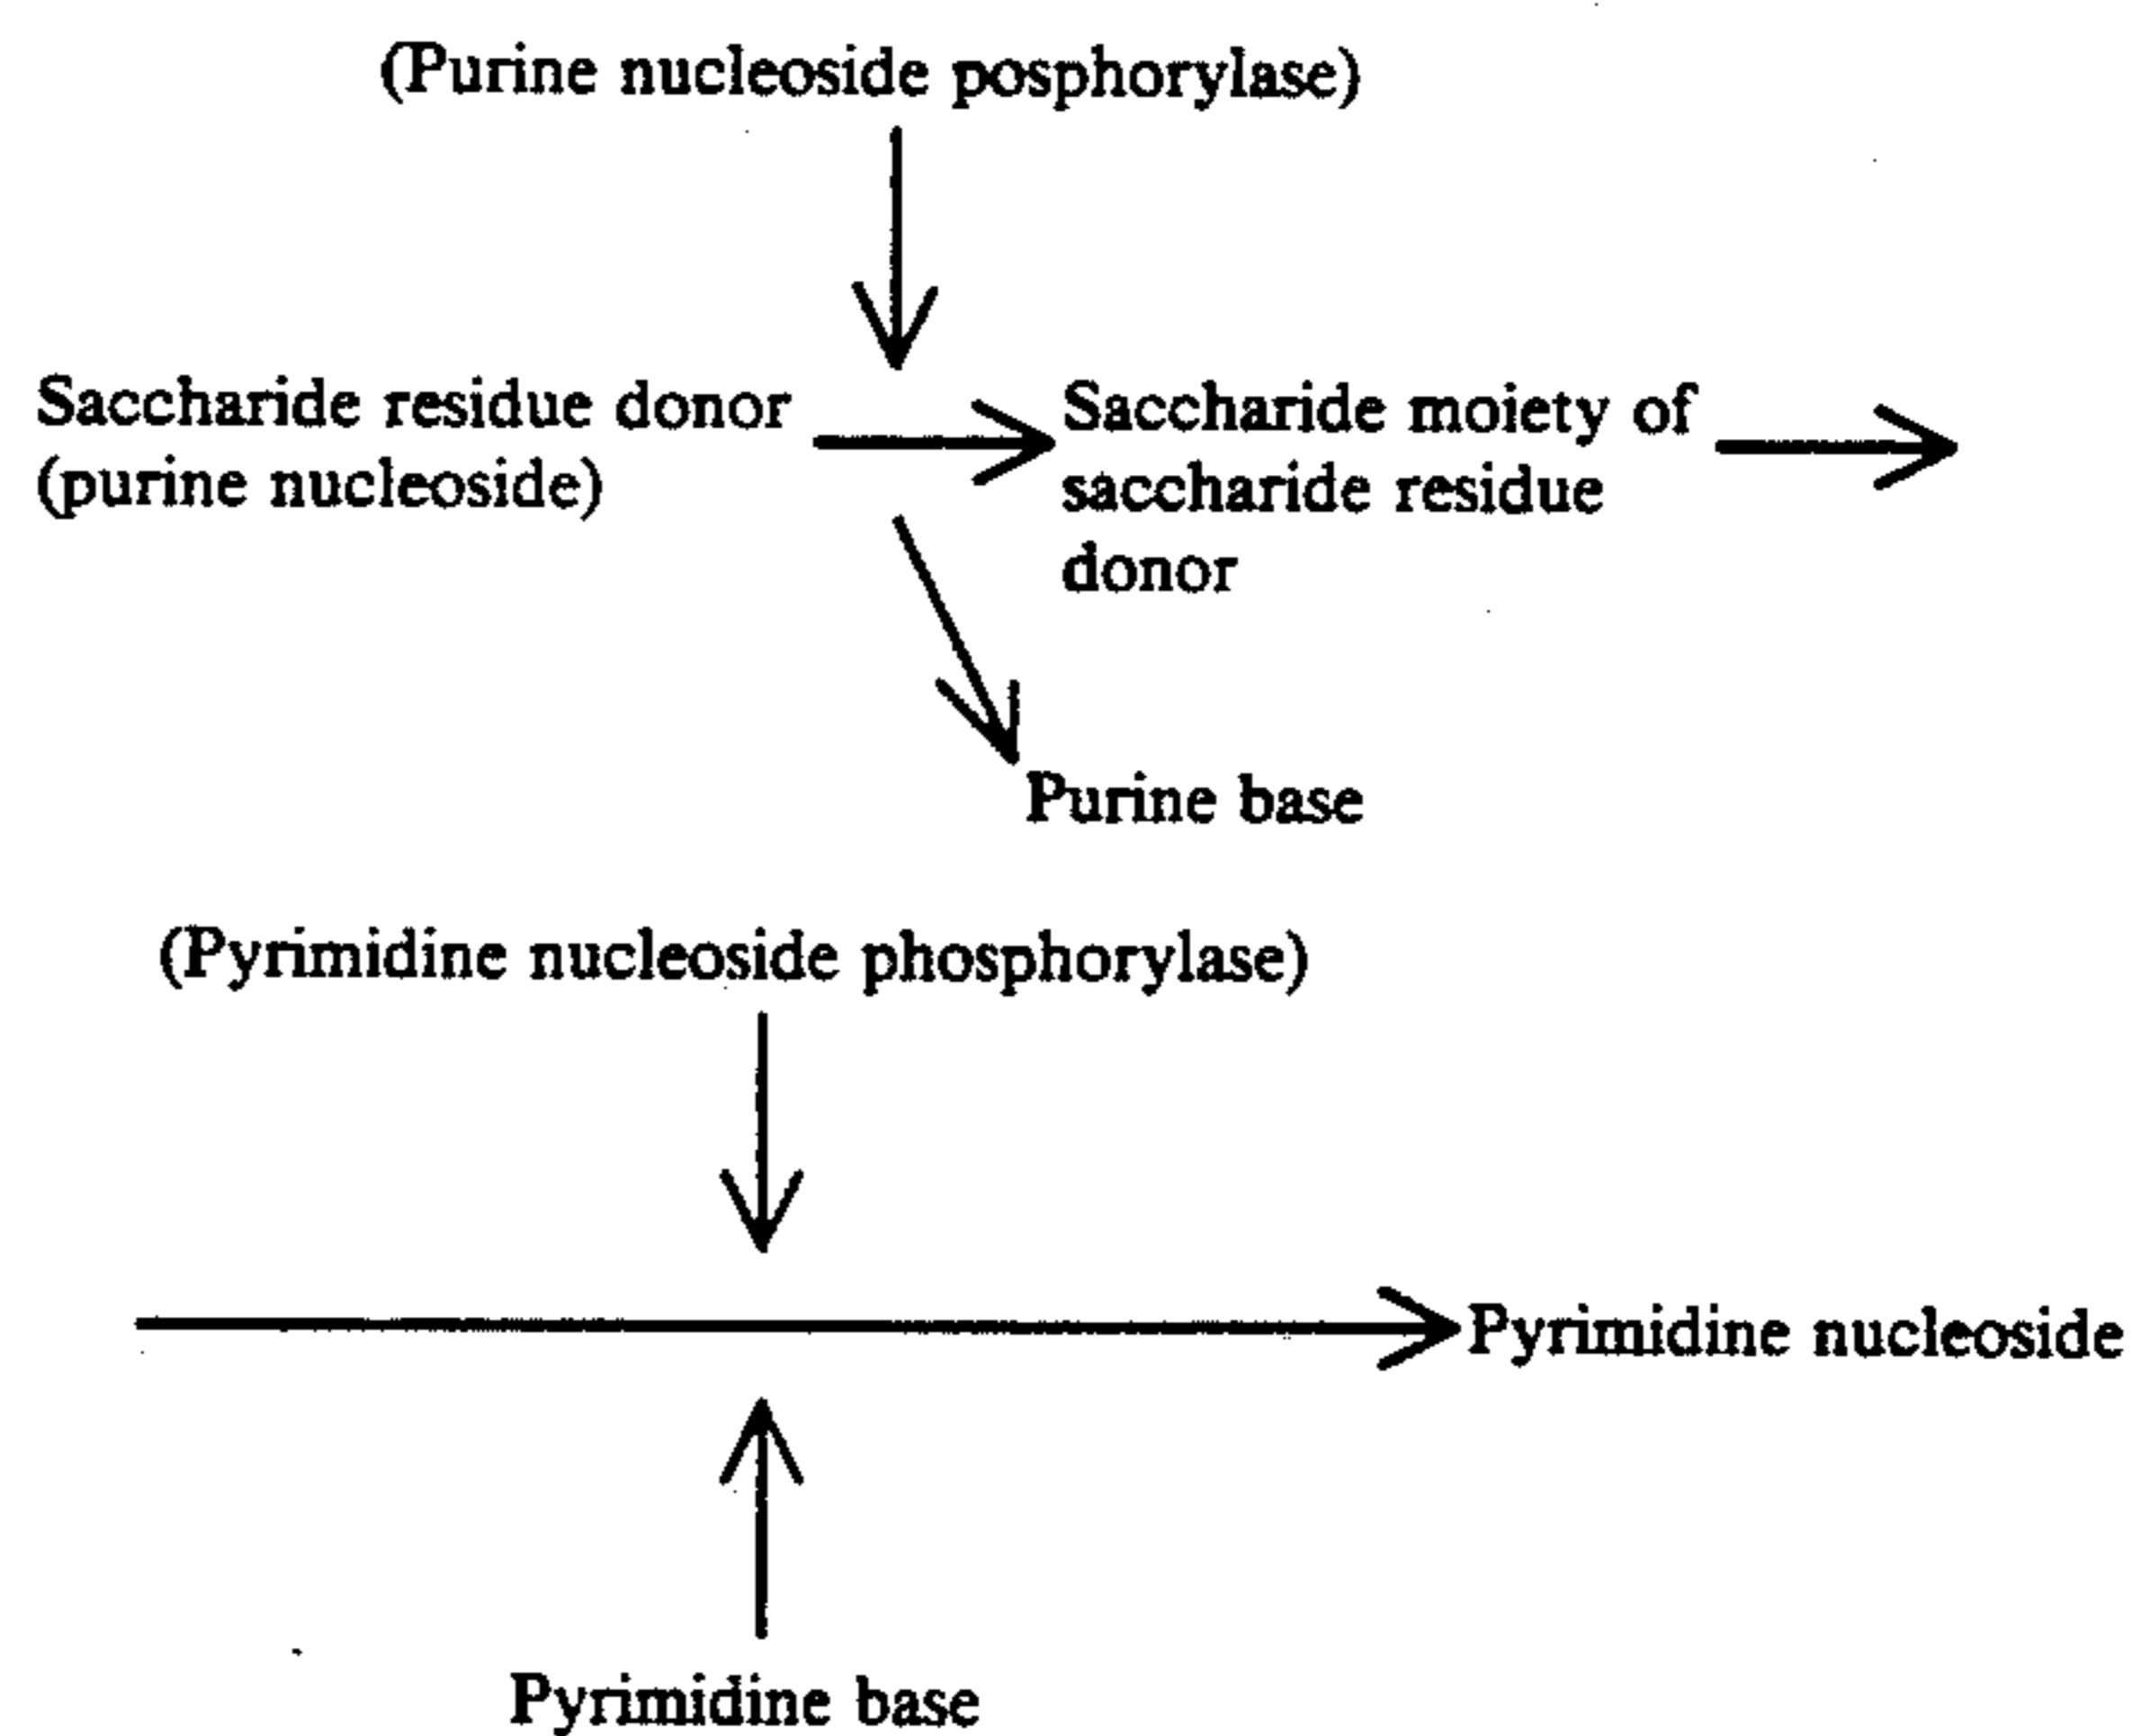 (Purine nucleoside posphorylase)
Saccharide residue donor
(purine nucleoside)
Saccharide moiety of
saccharide residue
donor
Purine base
(Pyrimidine nucleoside phosphorylase)
Pyrimidine nucleoside
Pyrimidine base